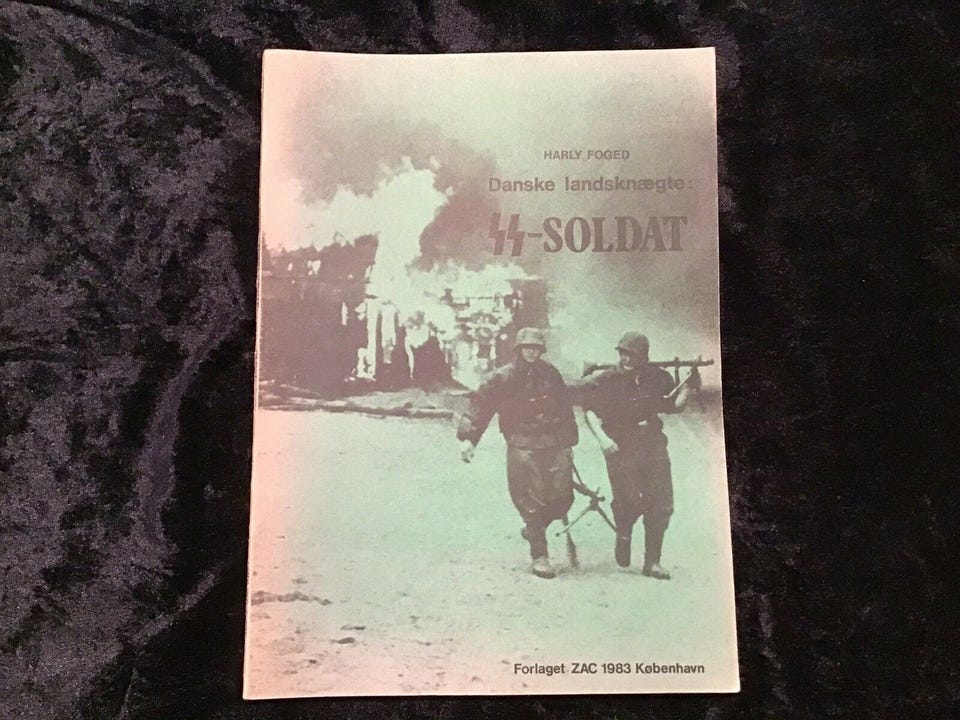 HARLY FOGED
Danske landsknægte:
SS-SOLDAT
Forlaget ZAC 1983 København